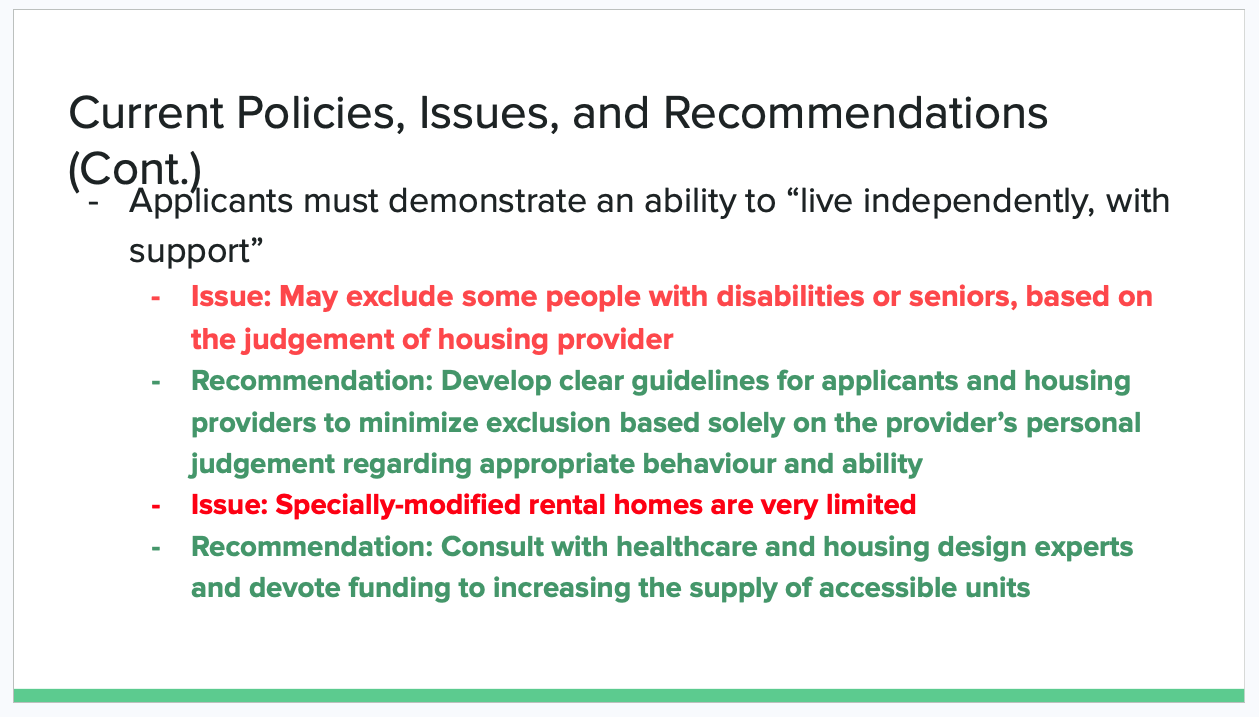 Current Policies, Issues, and Recommendations
(Cont.)
- Applicants must demonstrate an ability to “live independently, with
support”
- Issue: May exclude some people with disabilities or seniors, based on
the judgement of housing provider
- Recommendation: Develop clear guidelines for applicants and housing
providers to minimize exclusion based solely on the provider’s personal
judgement regarding appropriate behaviour and ability
- Issue: Specially-modified rental homes are very limited
- Recommendation: Consult with healthcare and housing design experts
and devote funding to increasing the supply of accessible units